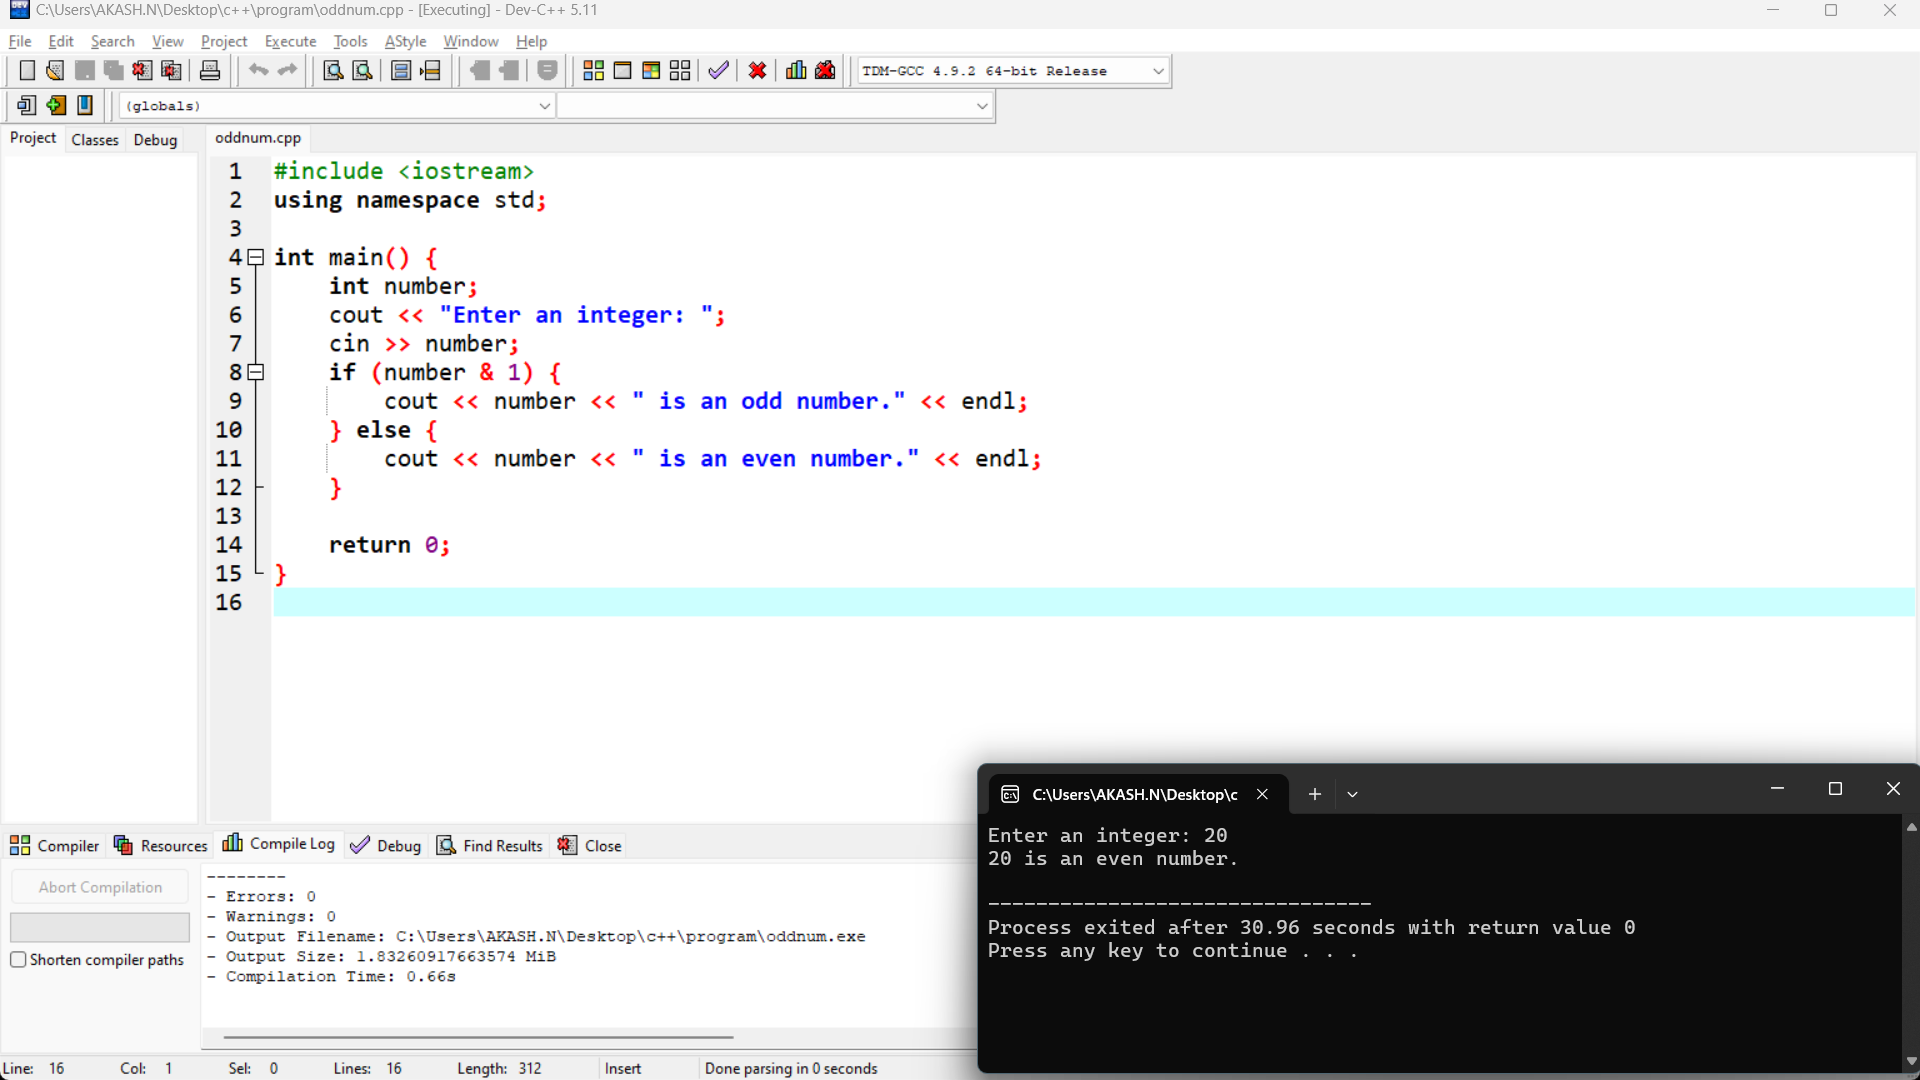 C:\Users\AKASH.N\Desktop\c++\program\oddnum.cpp - [Executing] - Dev-C++ 5.11
File Edit Search View Project Execute Tools AStyle Window Help
TDM-GCC 4.9.2 64-bit Release
(globals)
Project Classes Debug
oddnum.cpp
1 #include <iostream>
2 using namespace std;
3
4 int main() {
5     int number;
6     cout << "Enter an integer: ";
7     cin >> number;
8     if (number & 1) {
9         cout << number << " is an odd number." << endl;
10     } else {
11         cout << number << " is an even number." << endl;
12     }
13
14     return 0;
15 }
16
Compiler Resources Compile Log Debug Find Results Close
Abort Compilation
Shorten compiler paths
--------
- Errors: 0
- Warnings: 0
- Output Filename: C:\Users\AKASH.N\Desktop\c++\program\oddnum.exe
- Output Size: 1.83260917663574 MiB
- Compilation Time: 0.66s
Line: 16 Col: 1 Sel: 0 Lines: 16 Length: 312 Insert Done parsing in 0 seconds
C:\Users\AKASH.N\Desktop\c
Enter an integer: 20
20 is an even number.
--------------------------------
Process exited after 30.96 seconds with return value 0
Press any key to continue . . .